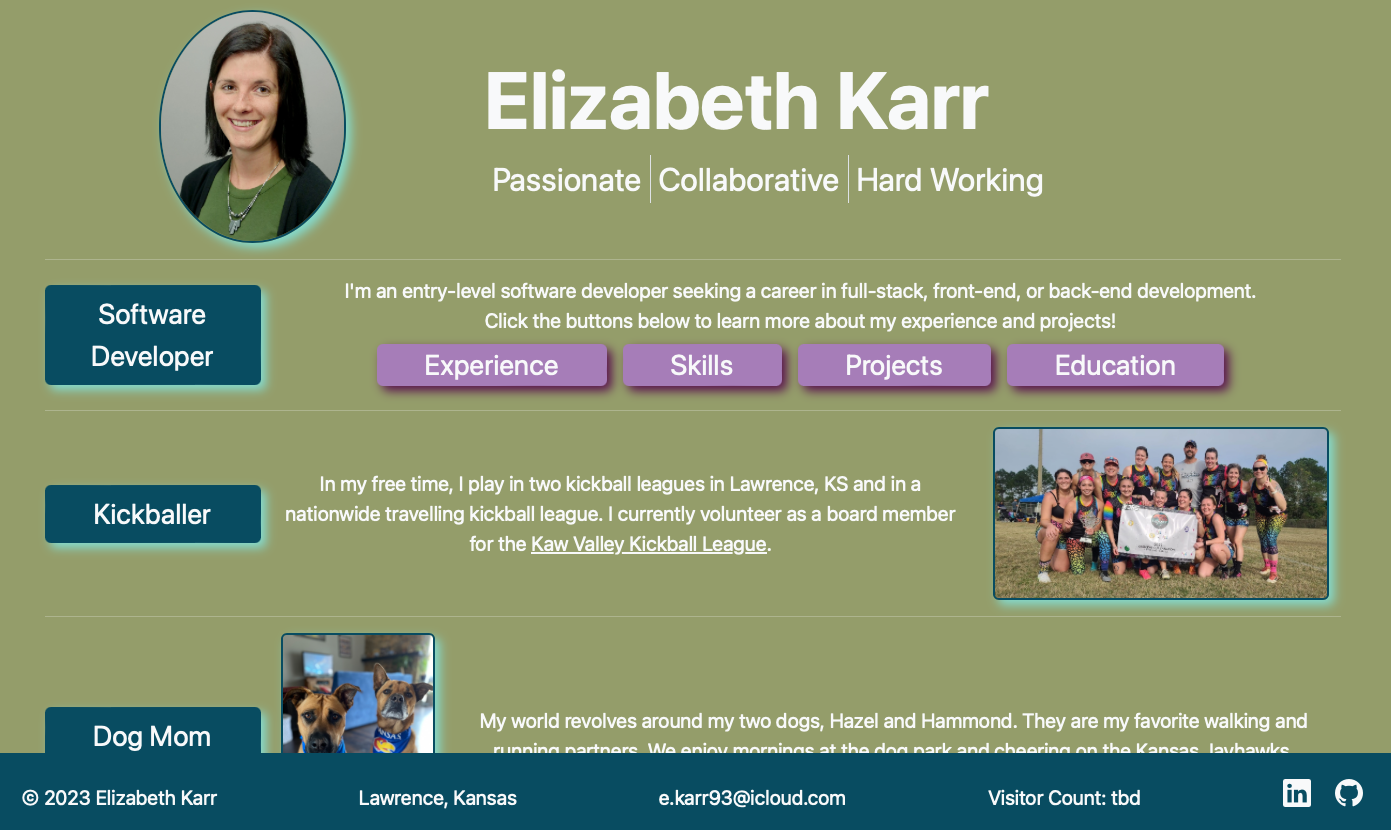 Elizabeth Karr
Passionate
Collaborative
Hard Working
Software
Developer
I'm an entry-level software developer seeking a career in full-stack, front-end, or back-end development.
Click the buttons below to learn more about my experience and projects!
Experience
Skills
Projects
Education
Kickballer
In my free time, I play in two kickball leagues in Lawrence, KS and in a
nationwide travelling kickball league. I currently volunteer as a board member
for the Kaw Valley Kickball League.
Dog Mom
KANSAS
My world revolves around my two dogs, Hazel and Hammond. They are my favorite walking and
running partners. We enjoy mornings at the dog park and cheering on the Kansas Jayhawks
© 2023 Elizabeth Karr
Lawrence, Kansas
e.karr93@icloud.com
Visitor Count: tbd
in